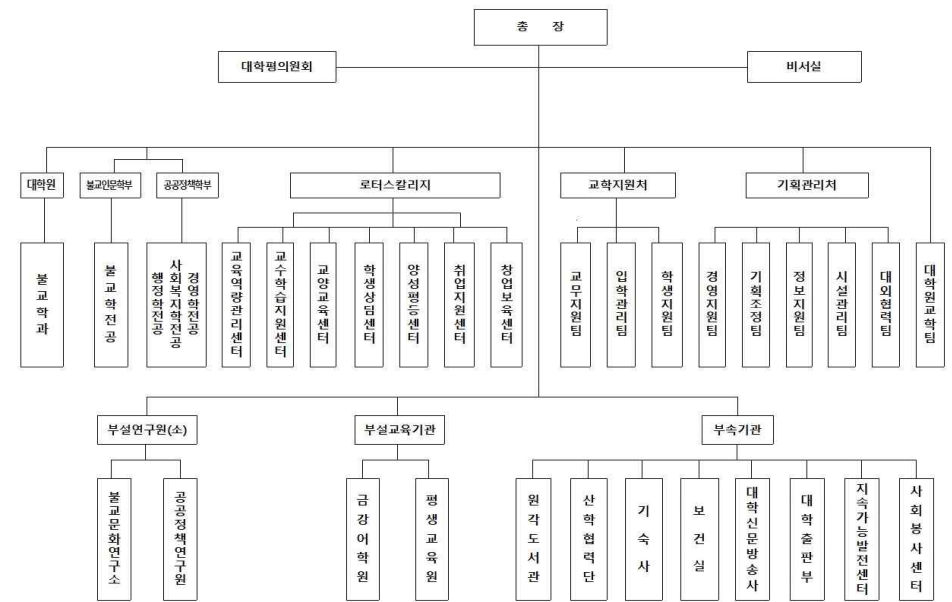 총 장
대학평의원회
비서실
대학원
불교인문학부
공공정책학부
로터스칼리지
교학지원처
기획관리처
불교학과
불교학전공
행정학전공
사회복지학전공
경영학전공
교육역량관리센터
교수학습지원센터
교양교육센터
학생상담센터
양성평등센터
취업지원센터
창업보육센터
교무지원팀
입학관리팀
학생지원팀
경영지원팀
기획조정팀
정보지원팀
시설관리팀
대외협력팀
대학원교학팀
부설연구원(소)
부설교육기관
부속기관
불교문화연구소
공공정책연구원
금강어학원
평생교육원
원각도서관
산학협력단
기숙사
보건실
대학신문방송사
대학출판부
지속가능발전센터
사회봉사센터